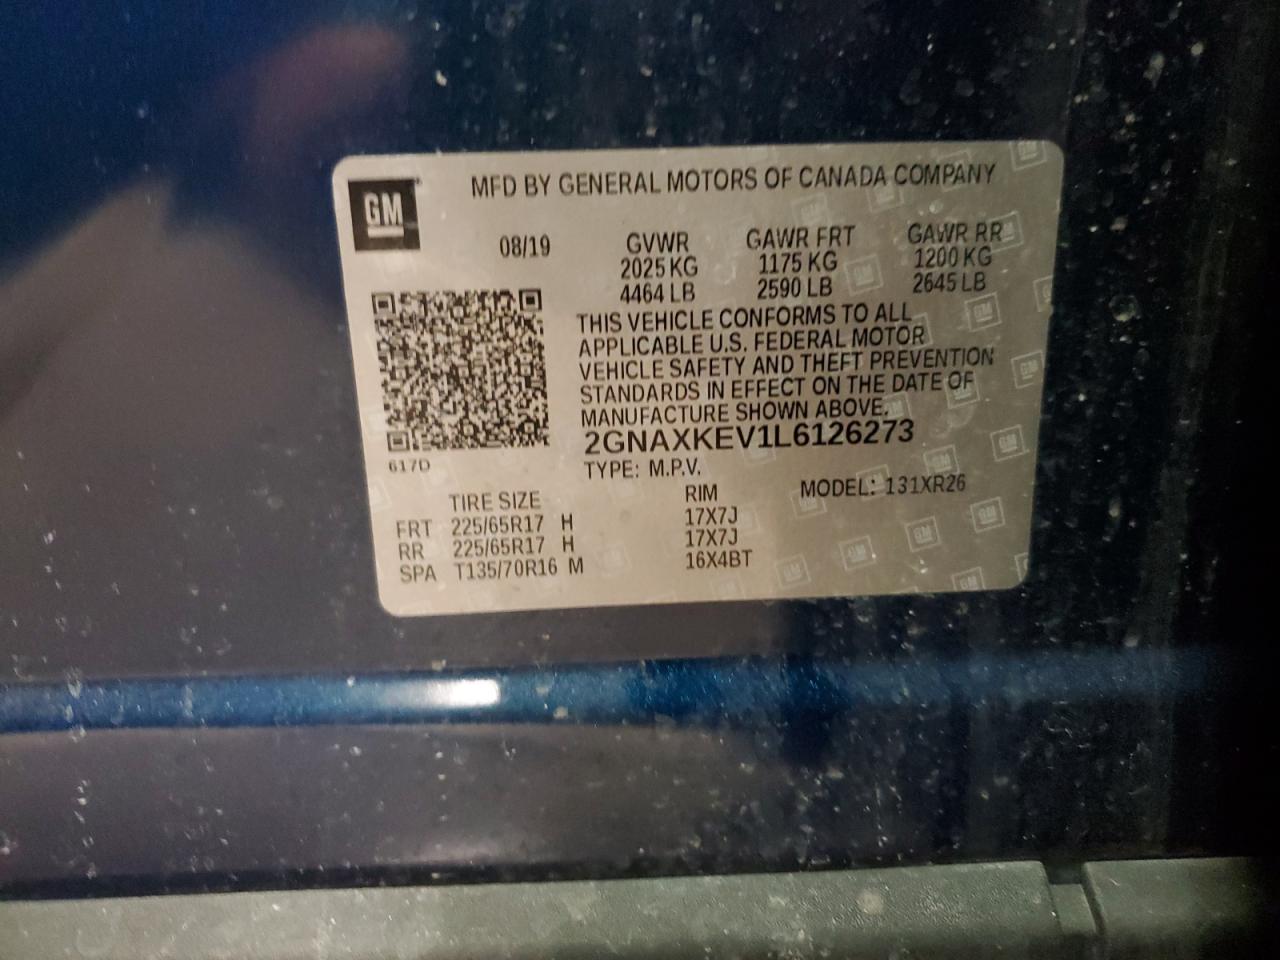 GM
MFD BY GENERAL MOTORS OF CANADA COMPANY
08/19
GVWR GAWR FRT GAWR RR
2025 KG 1175 KG 1200 KG
4464 LB 2590 LB 2645 LB
THIS VEHICLE CONFORMS TO ALL
APPLICABLE U.S. FEDERAL MOTOR
VEHICLE SAFETY AND THEFT PREVENTION
STANDARDS IN EFFECT ON THE DATE OF
MANUFACTURE SHOWN ABOVE.
2GNAXKEV1L6126273
617D
TYPE: M.P.V.
MODEL: 131XR26
TIRE SIZE RIM
FRT 225/65R17 H 17X7J
RR 225/65R17 H 17X7J
SPA T135/70R16 M 16X4BT